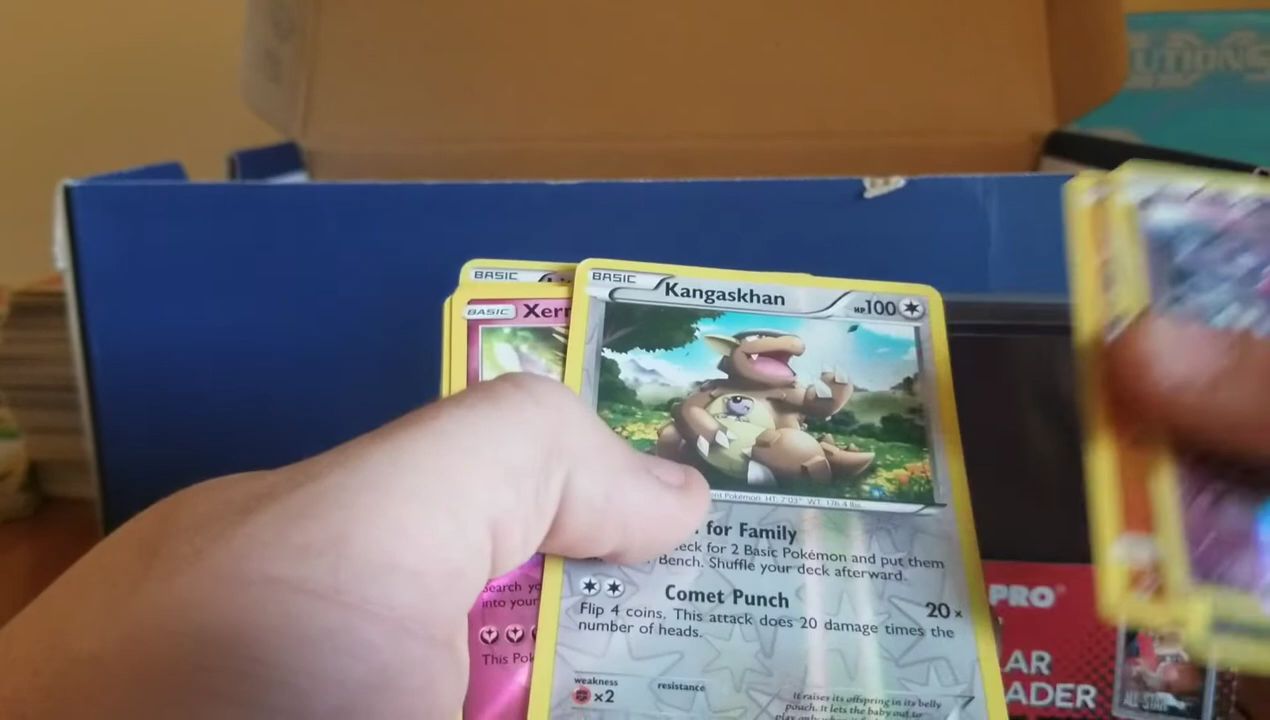 UTIONS
BASIC
BASIC Kangaskhan HP100
BASIC Xer
Pokémon HT: 7'03" WT: 176.4 lbs.
for Family
eck for 2 Basic Pokémon and put them
Bench. Shuffle your deck afterward.
Comet Punch 20×
Flip 4 coins. This attack does 20 damage times the
number of heads.
weakness resistance
×2
It raises its offspring in its belly
pouch. It lets the baby out to
Search yo
into your
This Pok
PRO
AR
ADER
ALL-STAR